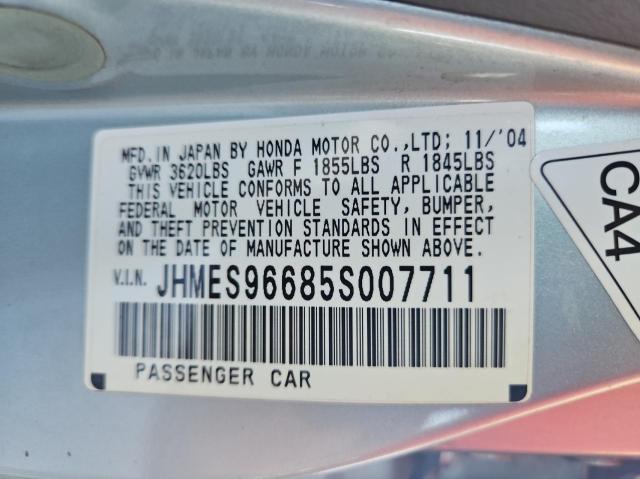 MFD.IN JAPAN BY HONDA MOTOR CO.,LTD; 11/'04
GVWR 3620LBS GAWR F 1855LBS R 1845LBS
THIS VEHICLE CONFORMS TO ALL APPLICABLE
FEDERAL MOTOR VEHICLE SAFETY, BUMPER,
AND THEFT PREVENTION STANDARDS IN EFFECT
ON THE DATE OF MANUFACTURE SHOWN ABOVE.
V.I.N. JHMES96685S007711
PASSENGER CAR
CA4